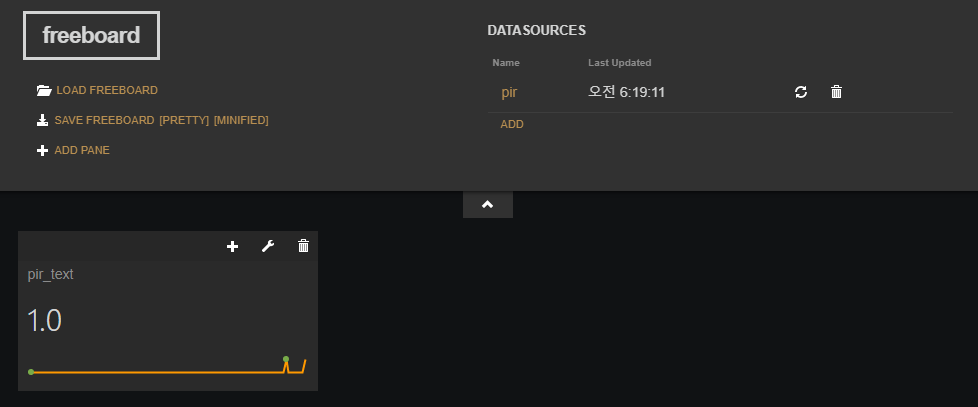 freeboard
LOAD FREEBOARD
SAVE FREEBOARD [PRETTY] [MINIFIED]
ADD PANE
DATASOURCES
Name Last Updated
pir 오전 6:19:11
ADD
pir_text
1.0